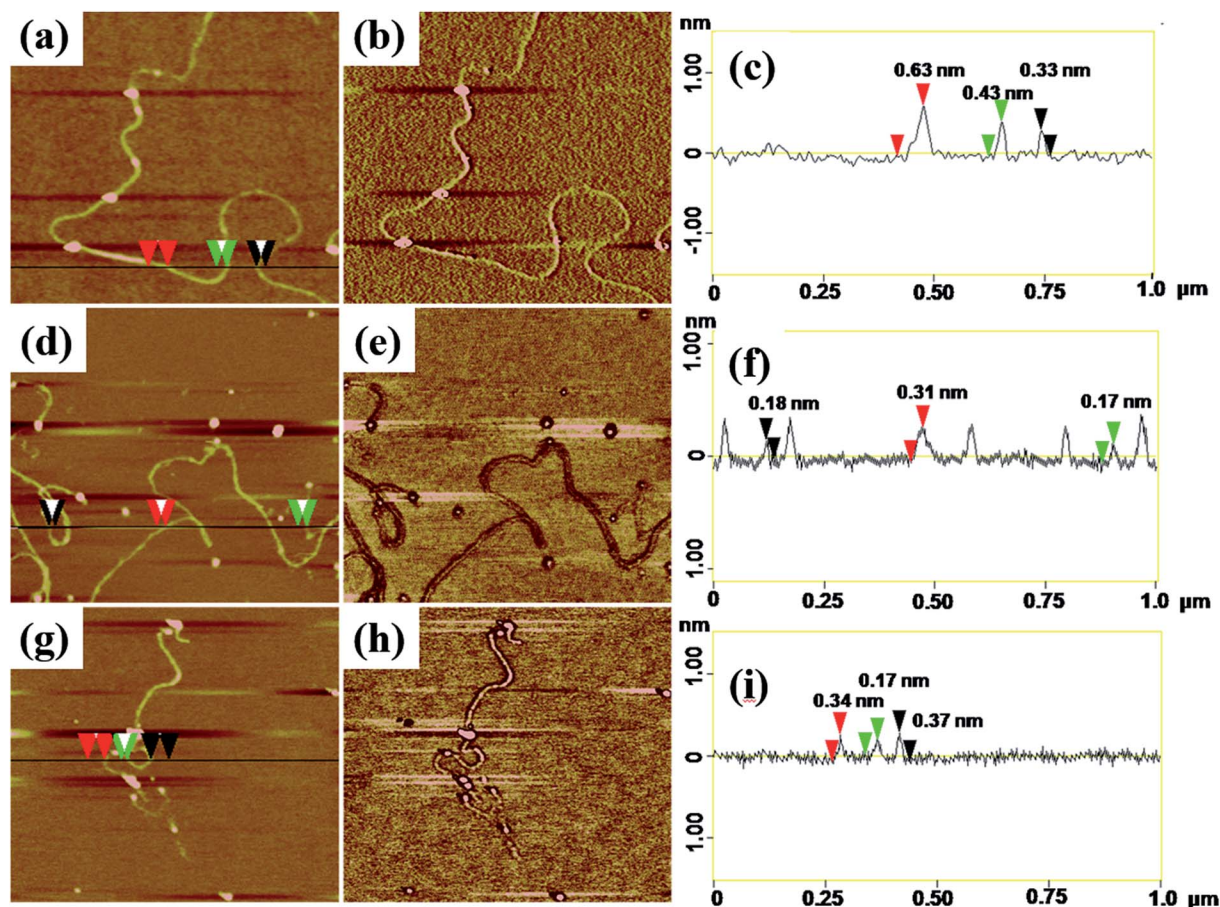 (a)
(b)
(c)
nm
1.00
0
-1.00
0.63 nm
0.43 nm
0.33 nm
0 0.25 0.50 0.75 1.0 µm
(d)
(e)
(f)
nm
1.00
0
1.00
0.18 nm
0.31 nm
0.17 nm
0 0.25 0.50 0.75 1.0 µm
(g)
(h)
(i)
nm
1.00
0
1.00
0.34 nm
0.17 nm
0.37 nm
0 0.25 0.50 0.75 1.0 µm